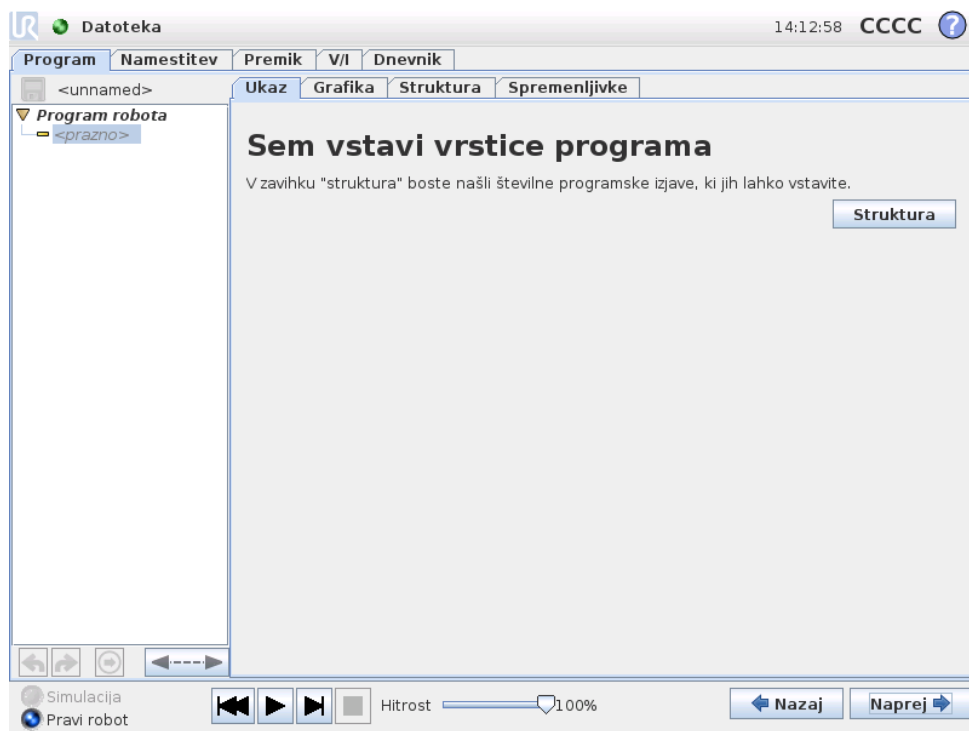 UR Datoteka 14:12:58 CCCC ?
Program Namestitev Premik V/I Dnevnik
<unnamed>
Ukaz Grafika Struktura Spremenljivke
Program robota
<prazno>
Sem vstavi vrstice programa
V zavihku "struktura" boste našli številne programske izjave, ki jih lahko vstavite.
Struktura
Simulacija
Pravi robot
Hitrost 100%
Nazaj Naprej